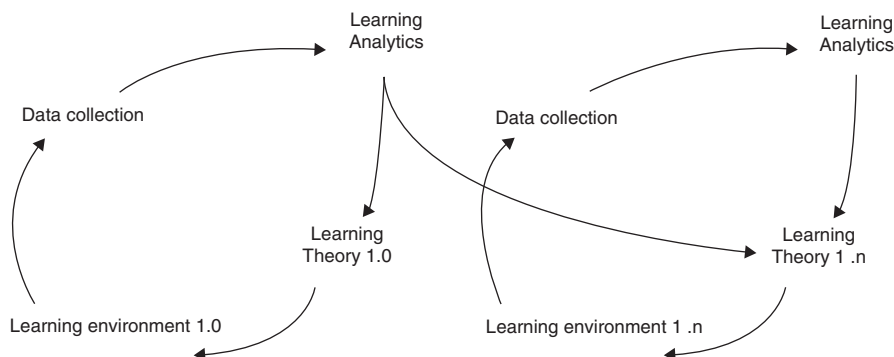 Learning
Analytics
Data collection
Learning
Theory 1.0
Learning environment 1.0
Learning
Analytics
Data collection
Learning
Theory 1 .n
Learning environment 1 .n